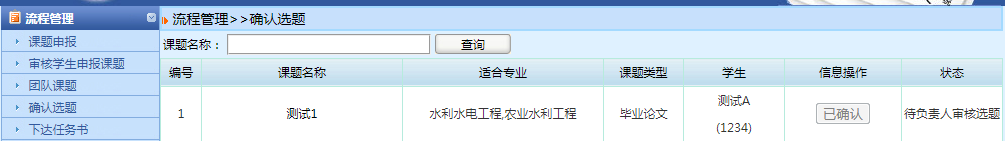 流程管理
课题申报
审核学生申报课题
团队课题
确认选题
下达任务书
流程管理>>确认选题
课题名称： 查询
编号 课题名称 适合专业 课题类型 学生 信息操作 状态
1 测试1 水利水电工程,农业水利工程 毕业论文 测试A (1234) 已确认 待负责人审核选题